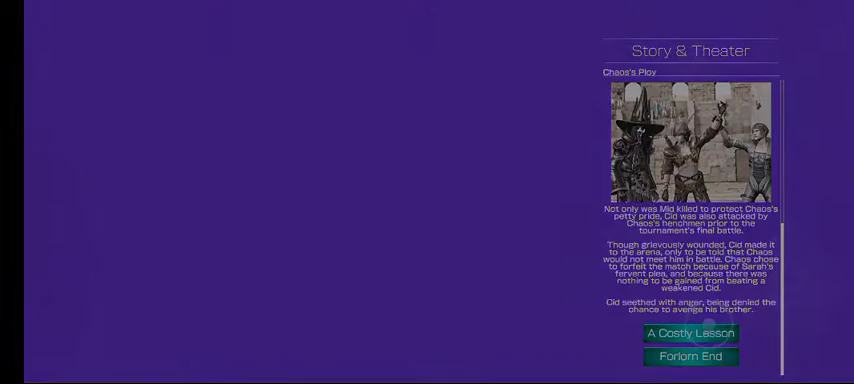 Story & Theater
Chaos's Ploy
Not only was Mid killed to protect Chaos's
petty pride, Cid was also attacked by
Chaos's henchmen prior to the
tournament's final battle.
Though grievously wounded, Cid made it
to the arena, only to be told that Chaos
would not meet him in battle. Chaos chose
to forfeit the match because of Sarah's
fervent plea, and because there was
nothing to be gained from beating a
weakened Cid.
Cid seethed with anger, being denied the
chance to avenge his brother.
A Costly Lesson
Forlorn End